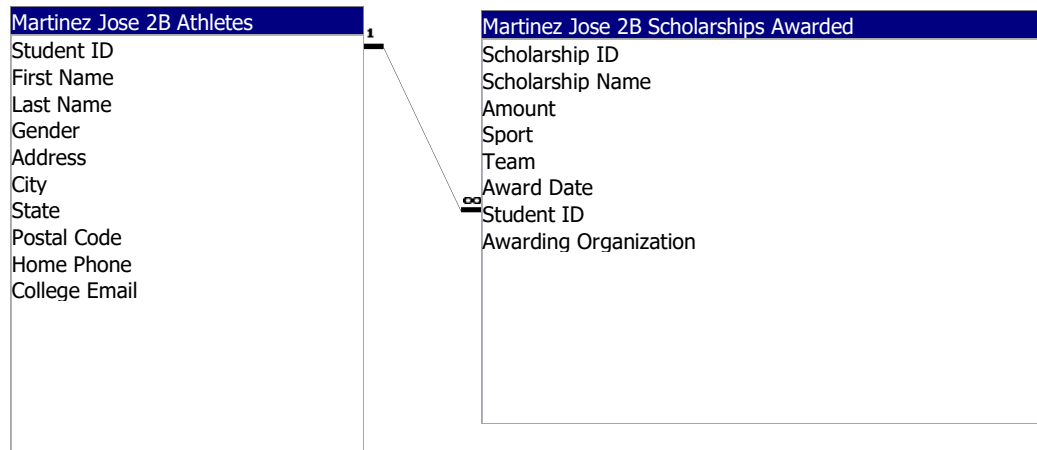 Martinez Jose 2B Athletes
Student ID
First Name
Last Name
Gender
Address
City
State
Postal Code
Home Phone
College Email
1
∞
Martinez Jose 2B Scholarships Awarded
Scholarship ID
Scholarship Name
Amount
Sport
Team
Award Date
Student ID
Awarding Organization